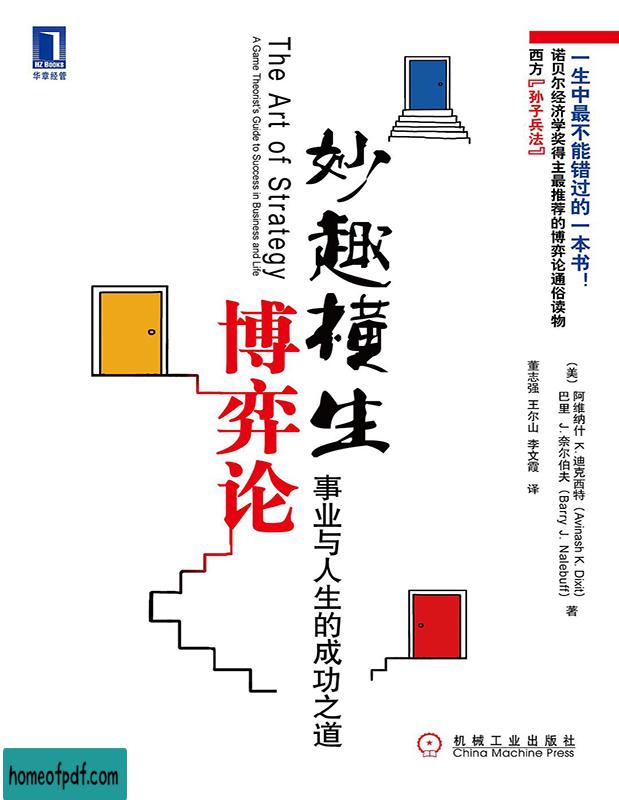 HZ BOOKS
华章经管
一生中最不能错过的一本书！
诺贝尔经济学奖得主最推荐的博弈论通俗读物
西方『孙子兵法』
The Art of Strategy
A Game Theorist's Guide to Success in Business and Life
妙趣横生
博弈论
事业与人生的成功之道
（美）阿维纳什 K. 迪克西特（Avinash K. Dixit）
巴里 J. 奈尔伯夫（Barry J. Nalebuff）
著
董志强 王尔山 李文霞 译
机械工业出版社
China Machine Press
homeofpdf.com